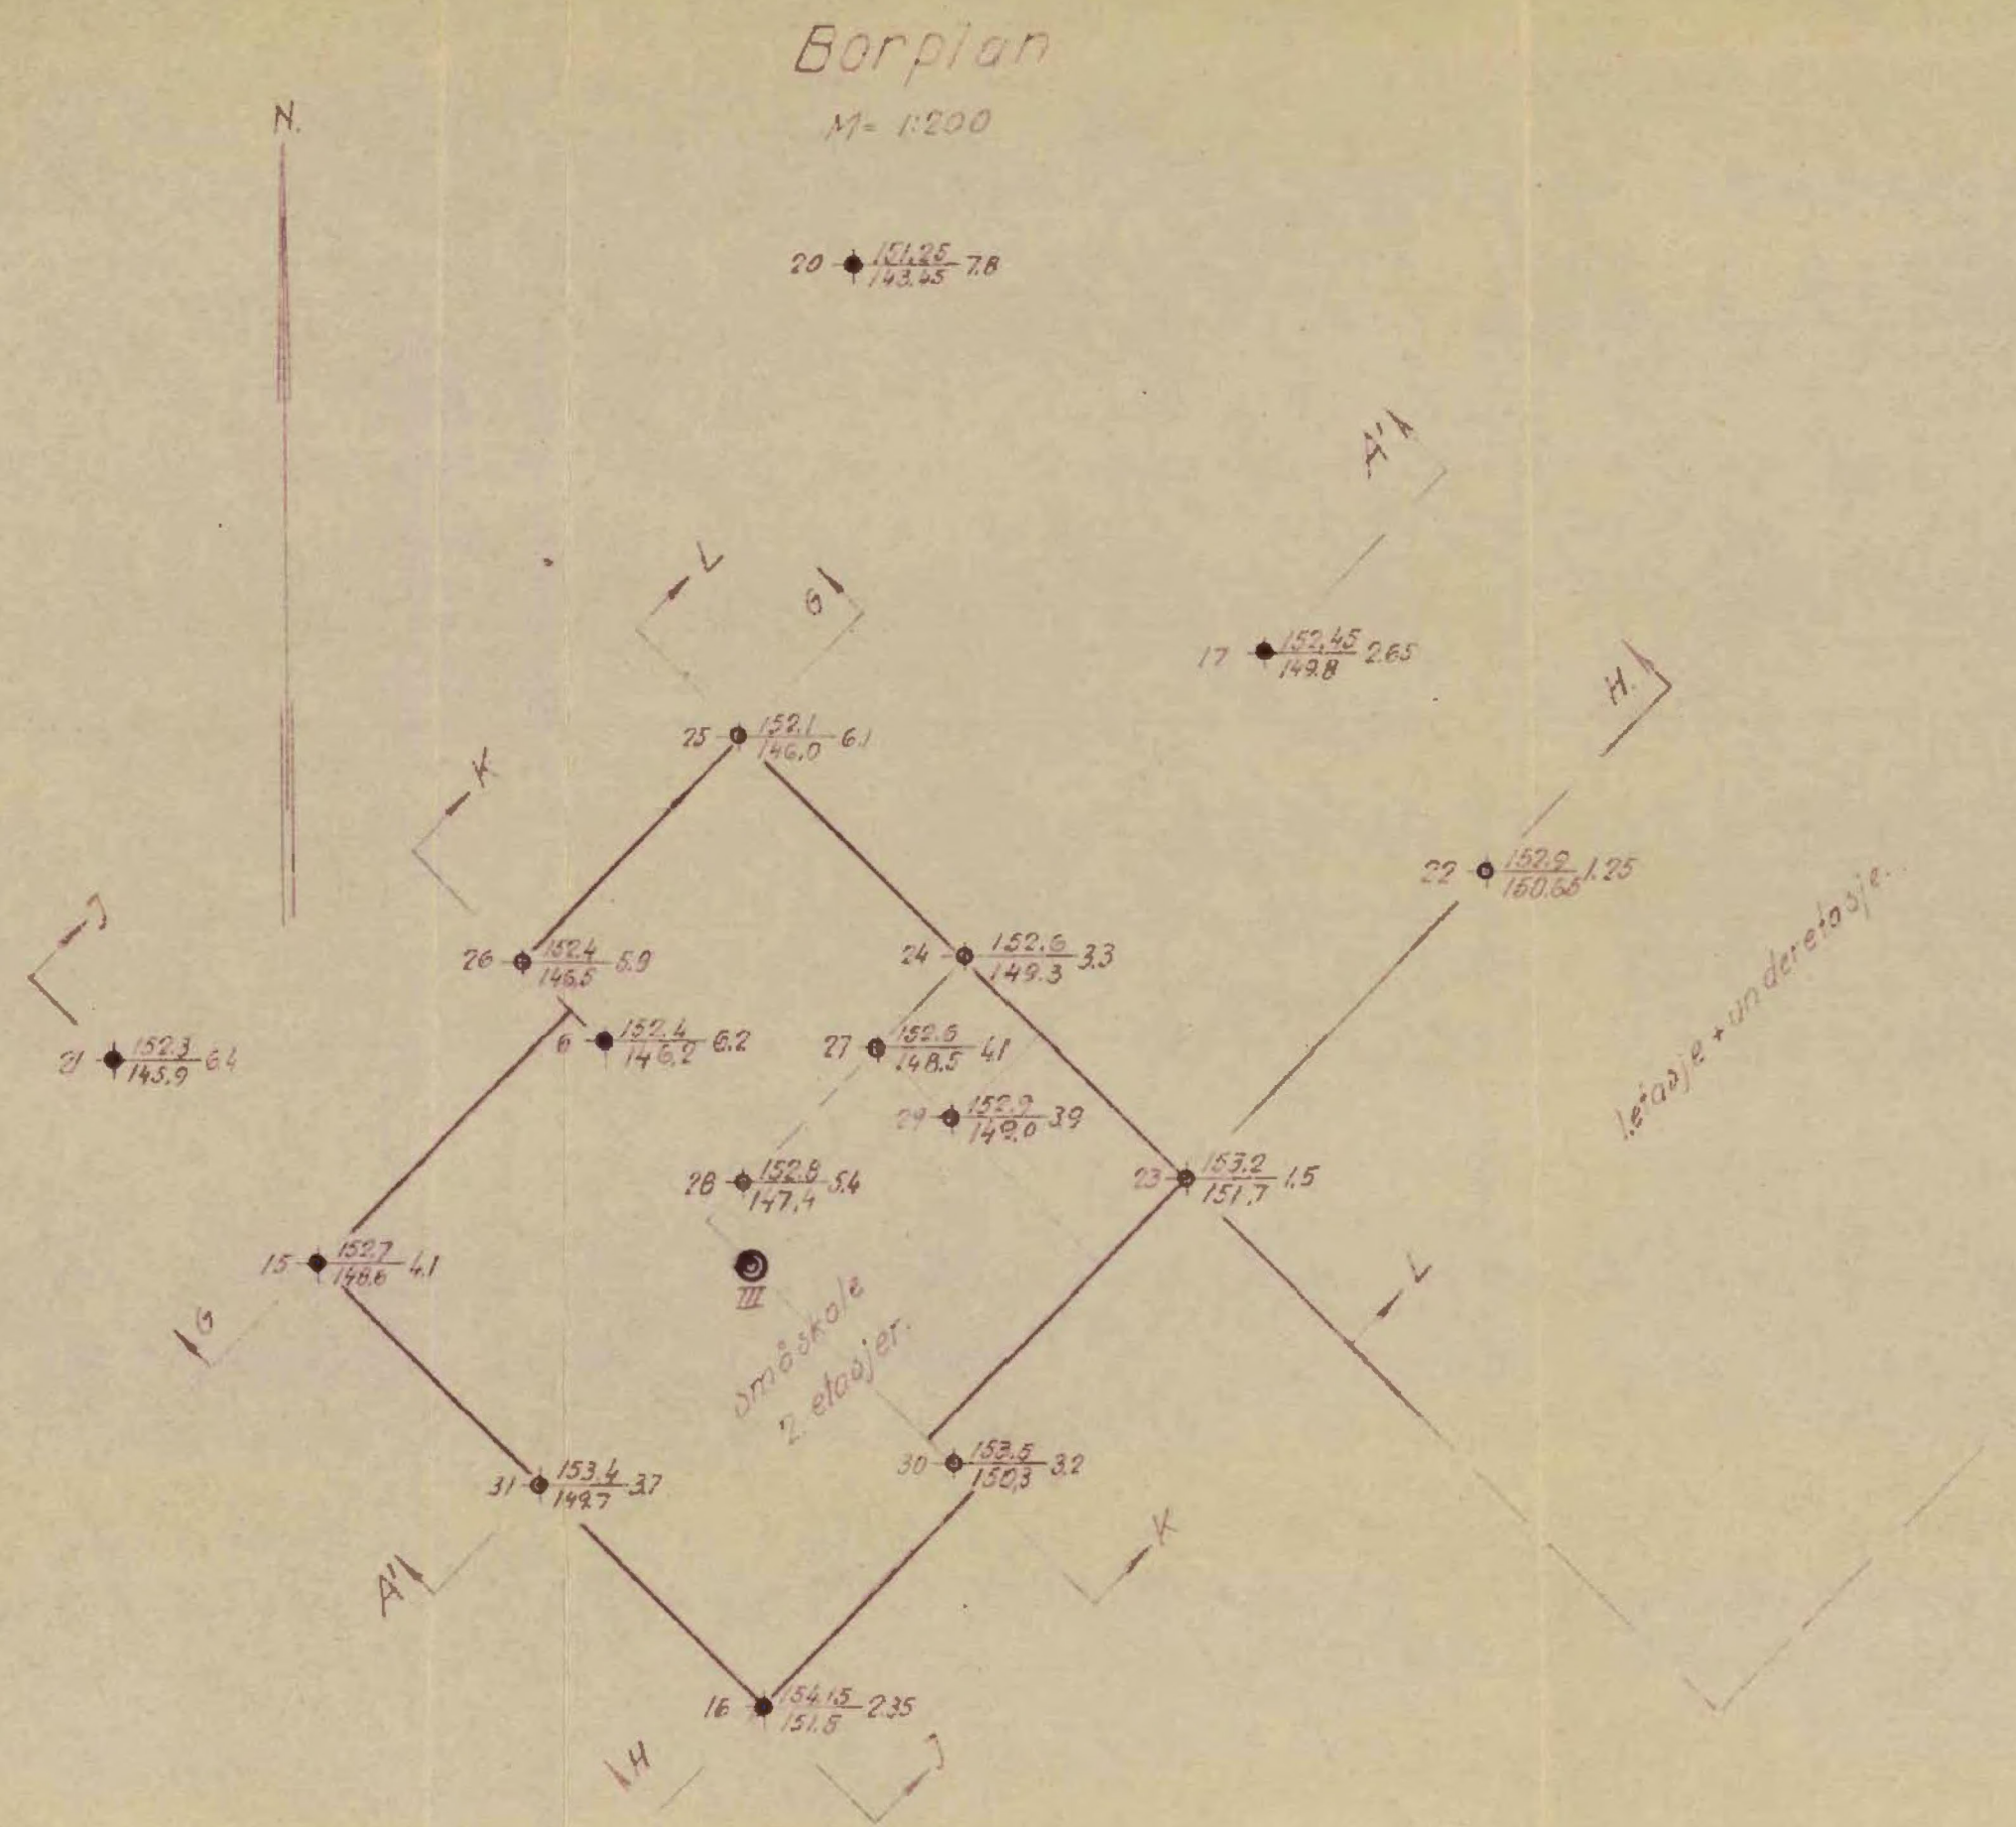 Borplan
M= 1:200
N.
20 151.25 7.8
143.45
A'
L
G
17 152.45 2.65
149.8
H.
25 152.1 6.1
146.0
K
22 152.9 1.25
150.65
J
26 152.4 5.9
146.5
24 152.6 3.3
149.3
1.etasje + underetasje.
21 152.3 6.4
145.9
6 152.4 6.2
146.2
27 152.6 4.1
148.5
29 152.9 3.9
149.0
28 152.8 5.4
147.4
23 153.2 1.5
151.7
15 152.7 4.1
148.6
III
L
G
småskole
2 etasjer.
31 153.4 3.7
149.7
30 153.5 3.2
150.3
K
A'
16 154.15 2.35
151.8
H
J